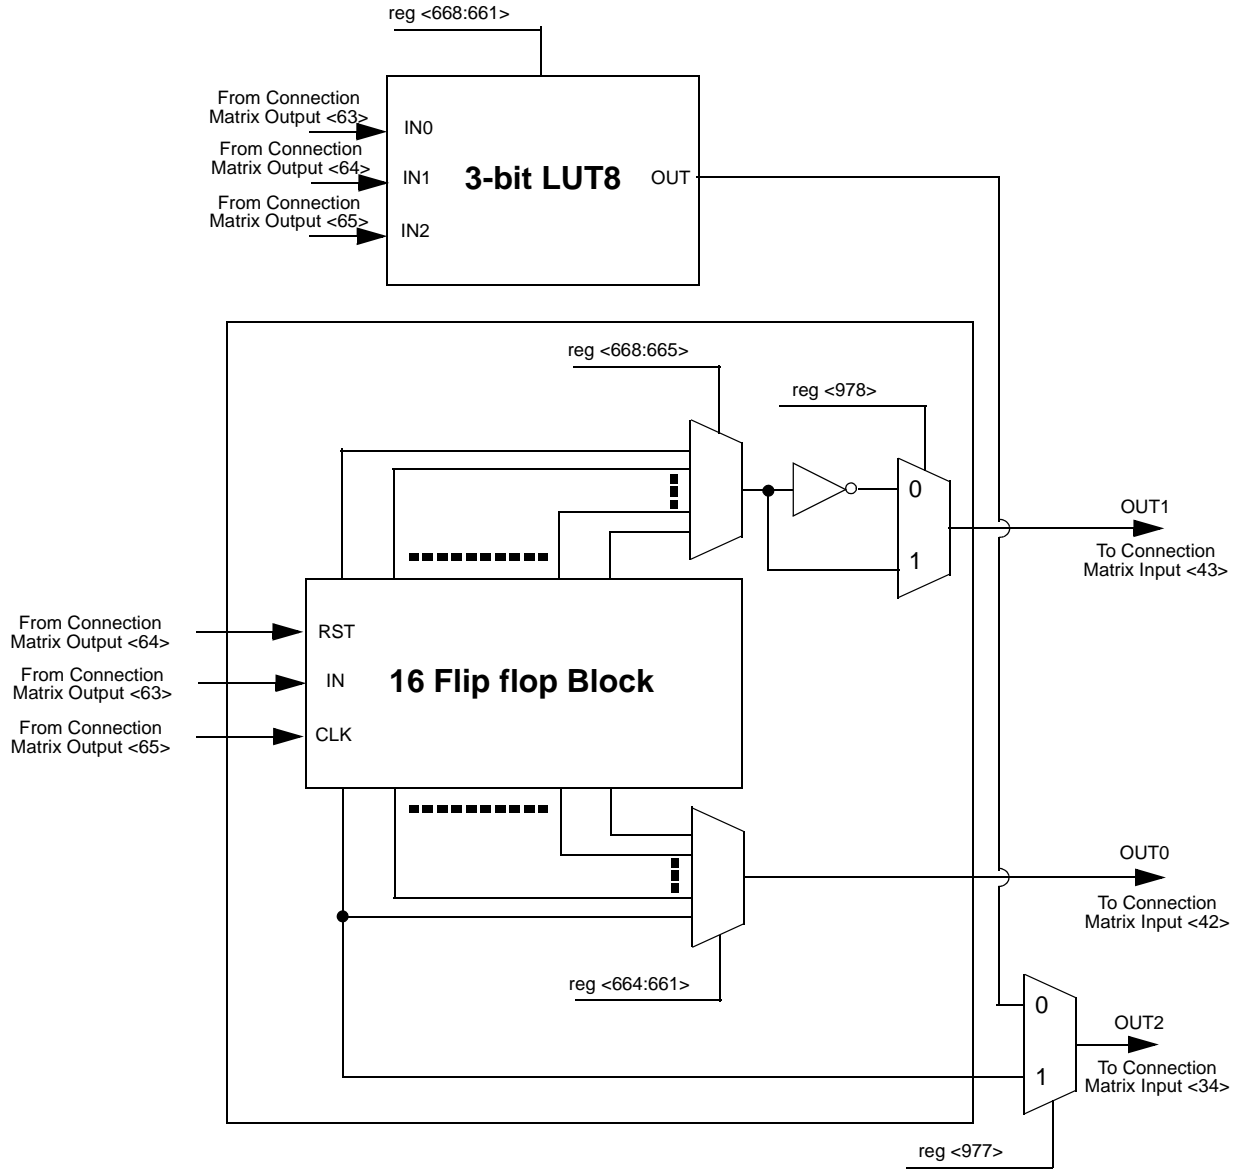 reg <668:661>
From Connection
Matrix Output <63>
IN0
From Connection
Matrix Output <64>
IN1
3-bit LUT8
OUT
From Connection
Matrix Output <65>
IN2
reg <668:665>
reg <978>
0
1
OUT1
To Connection
Matrix Input <43>
From Connection
Matrix Output <64>
RST
From Connection
Matrix Output <63>
IN
16 Flip flop Block
From Connection
Matrix Output <65>
CLK
OUT0
To Connection
Matrix Input <42>
reg <664:661>
0
1
OUT2
To Connection
Matrix Input <34>
reg <977>